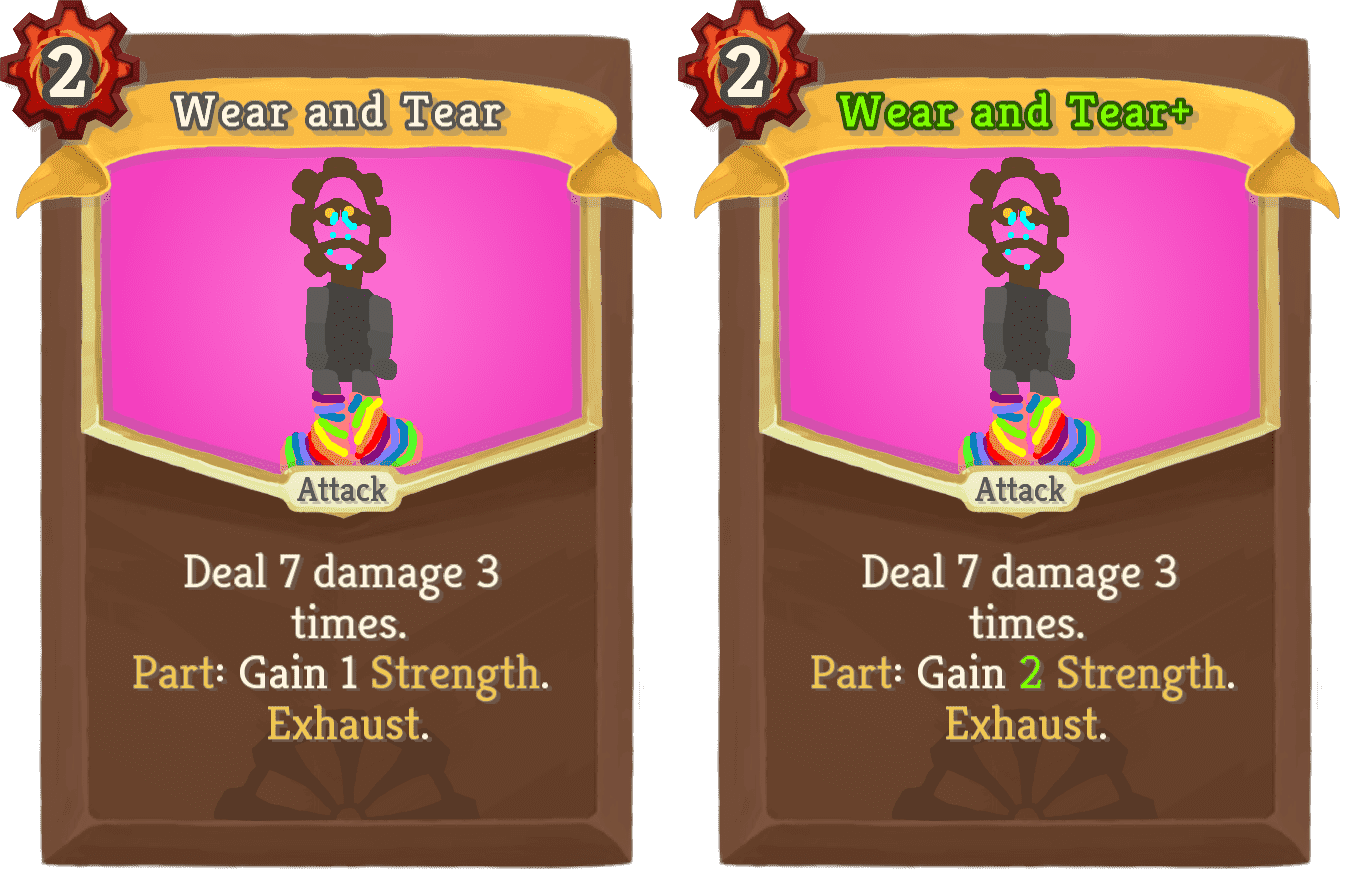 2
Wear and Tear
Attack
Deal 7 damage 3
times.
Part: Gain 1 Strength.
Exhaust.
2
Wear and Tear+
Attack
Deal 7 damage 3
times.
Part: Gain 2 Strength.
Exhaust.